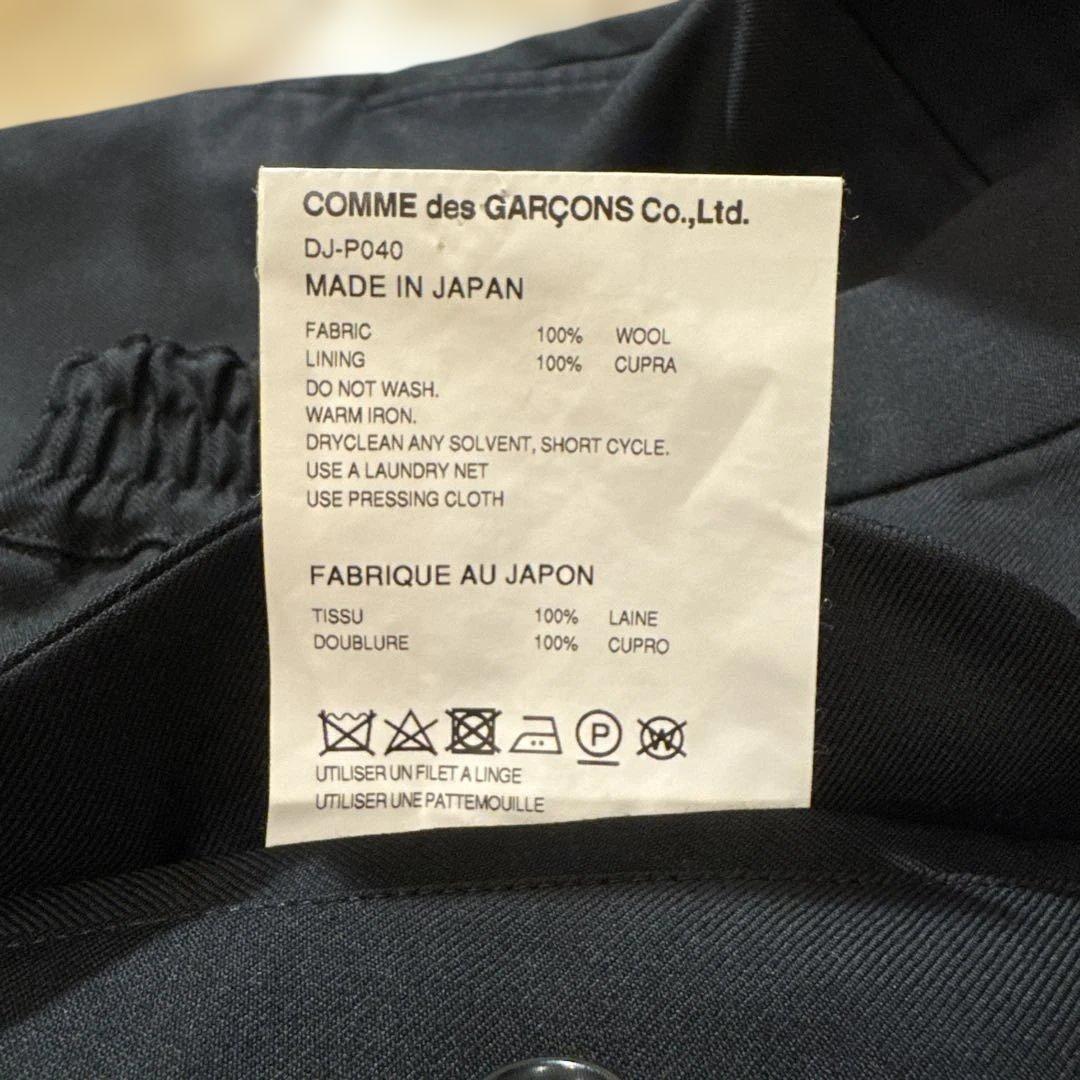 COMME des GARÇONS Co.,Ltd.
DJ-P040
MADE IN JAPAN
FABRIC 100% WOOL
LINING 100% CUPRA
DO NOT WASH.
WARM IRON.
DRYCLEAN ANY SOLVENT, SHORT CYCLE.
USE A LAUNDRY NET
USE PRESSING CLOTH
FABRIQUE AU JAPON
TISSU 100% LAINE
DOUBLURE 100% CUPRO
P W
UTILISER UN FILET A LINGE
UTILISER UNE PATTEMOUILLE